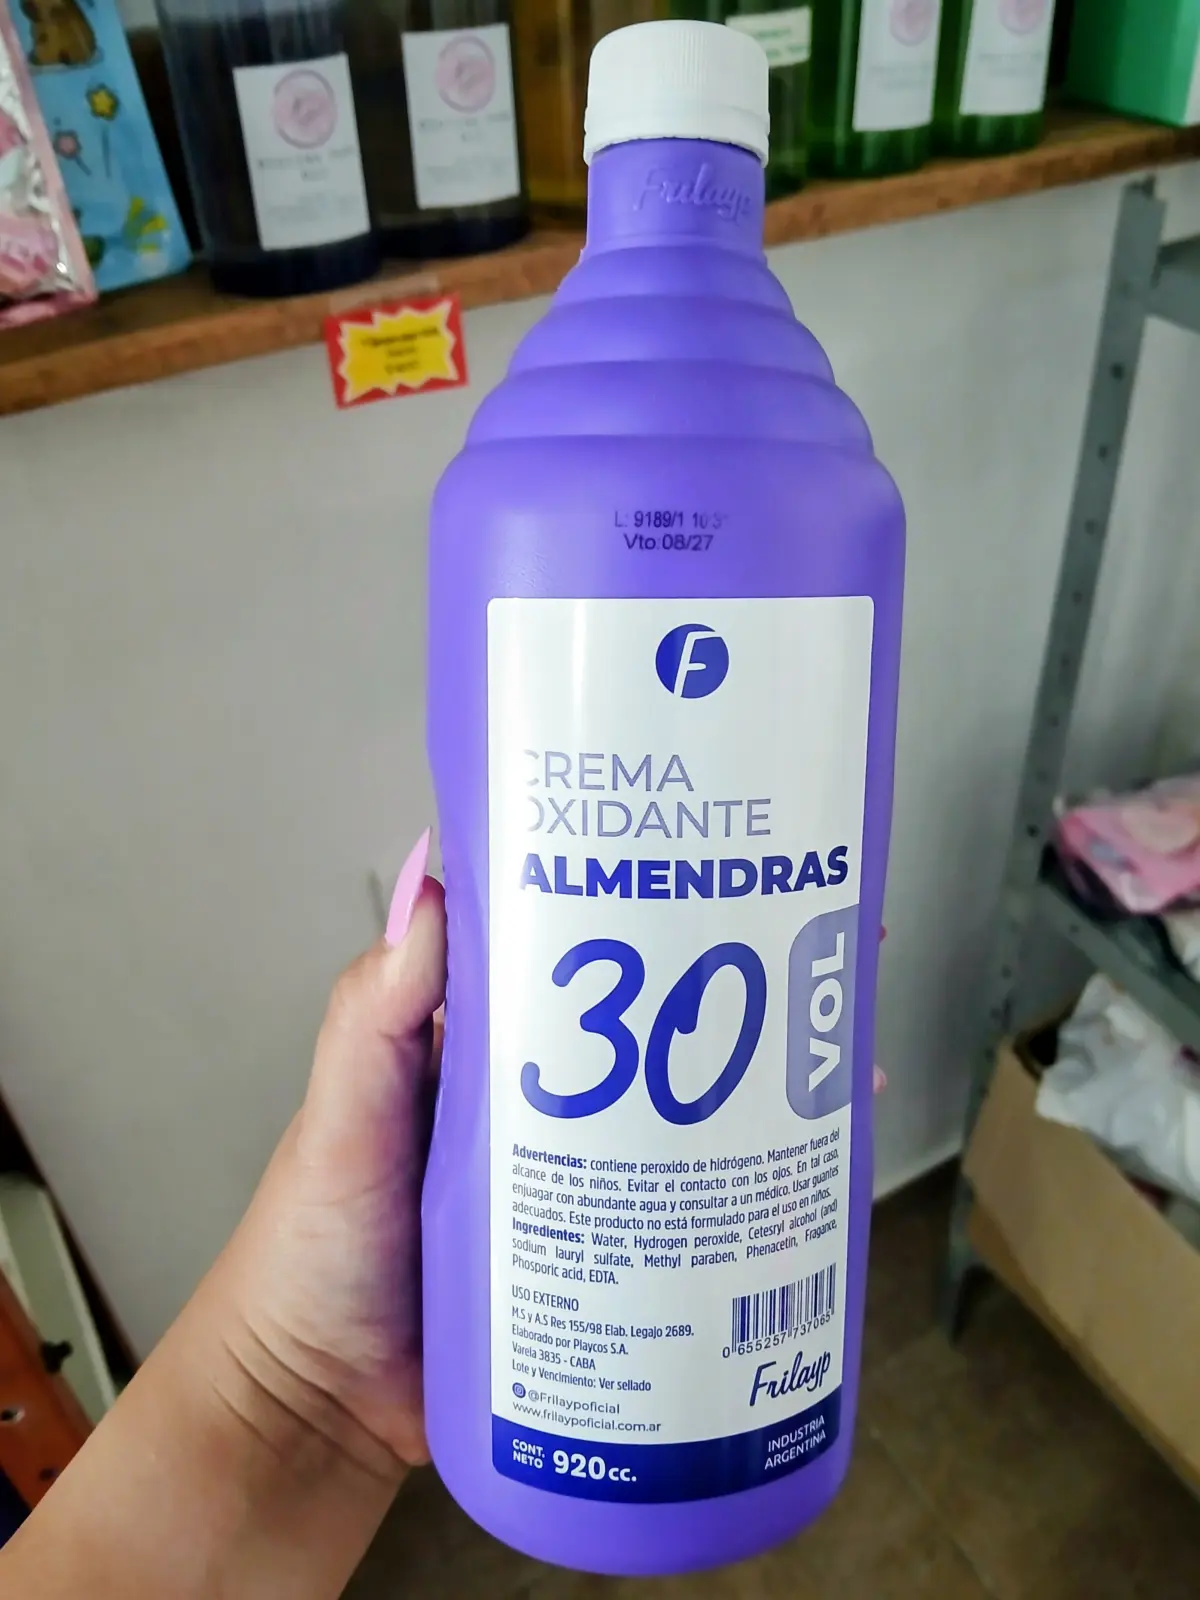 Frilayp
L: 9189/1 10:3
Vto:08/27
F
CREMA
OXIDANTE
ALMENDRAS
30
VOL
Advertencias: contiene peroxido de hidrógeno. Mantener fuera del
alcance de los niños. Evitar el contacto con los ojos. En tal caso,
enjuagar con abundante agua y consultar a un médico. Usar guantes
adecuados. Este producto no está formulado para el uso en niños.
Ingredientes: Water, Hydrogen peroxide, Cetesryl alcohol (and)
sodium lauryl sulfate, Methyl paraben, Phenacetin, Fragance,
Phosporic acid, EDTA.
USO EXTERNO
M.S y A.S Res 155/98 Elab. Legajo 2689.
Elaborado por Playcos S.A.
Varela 3835 - CABA
Lote y Vencimiento: Ver sellado
@Frilaypoficial
www.frilaypoficial.com.ar
0 655257 737065
Frilayp
CONT.
NETO 920cc.
INDUSTRIA
ARGENTINA